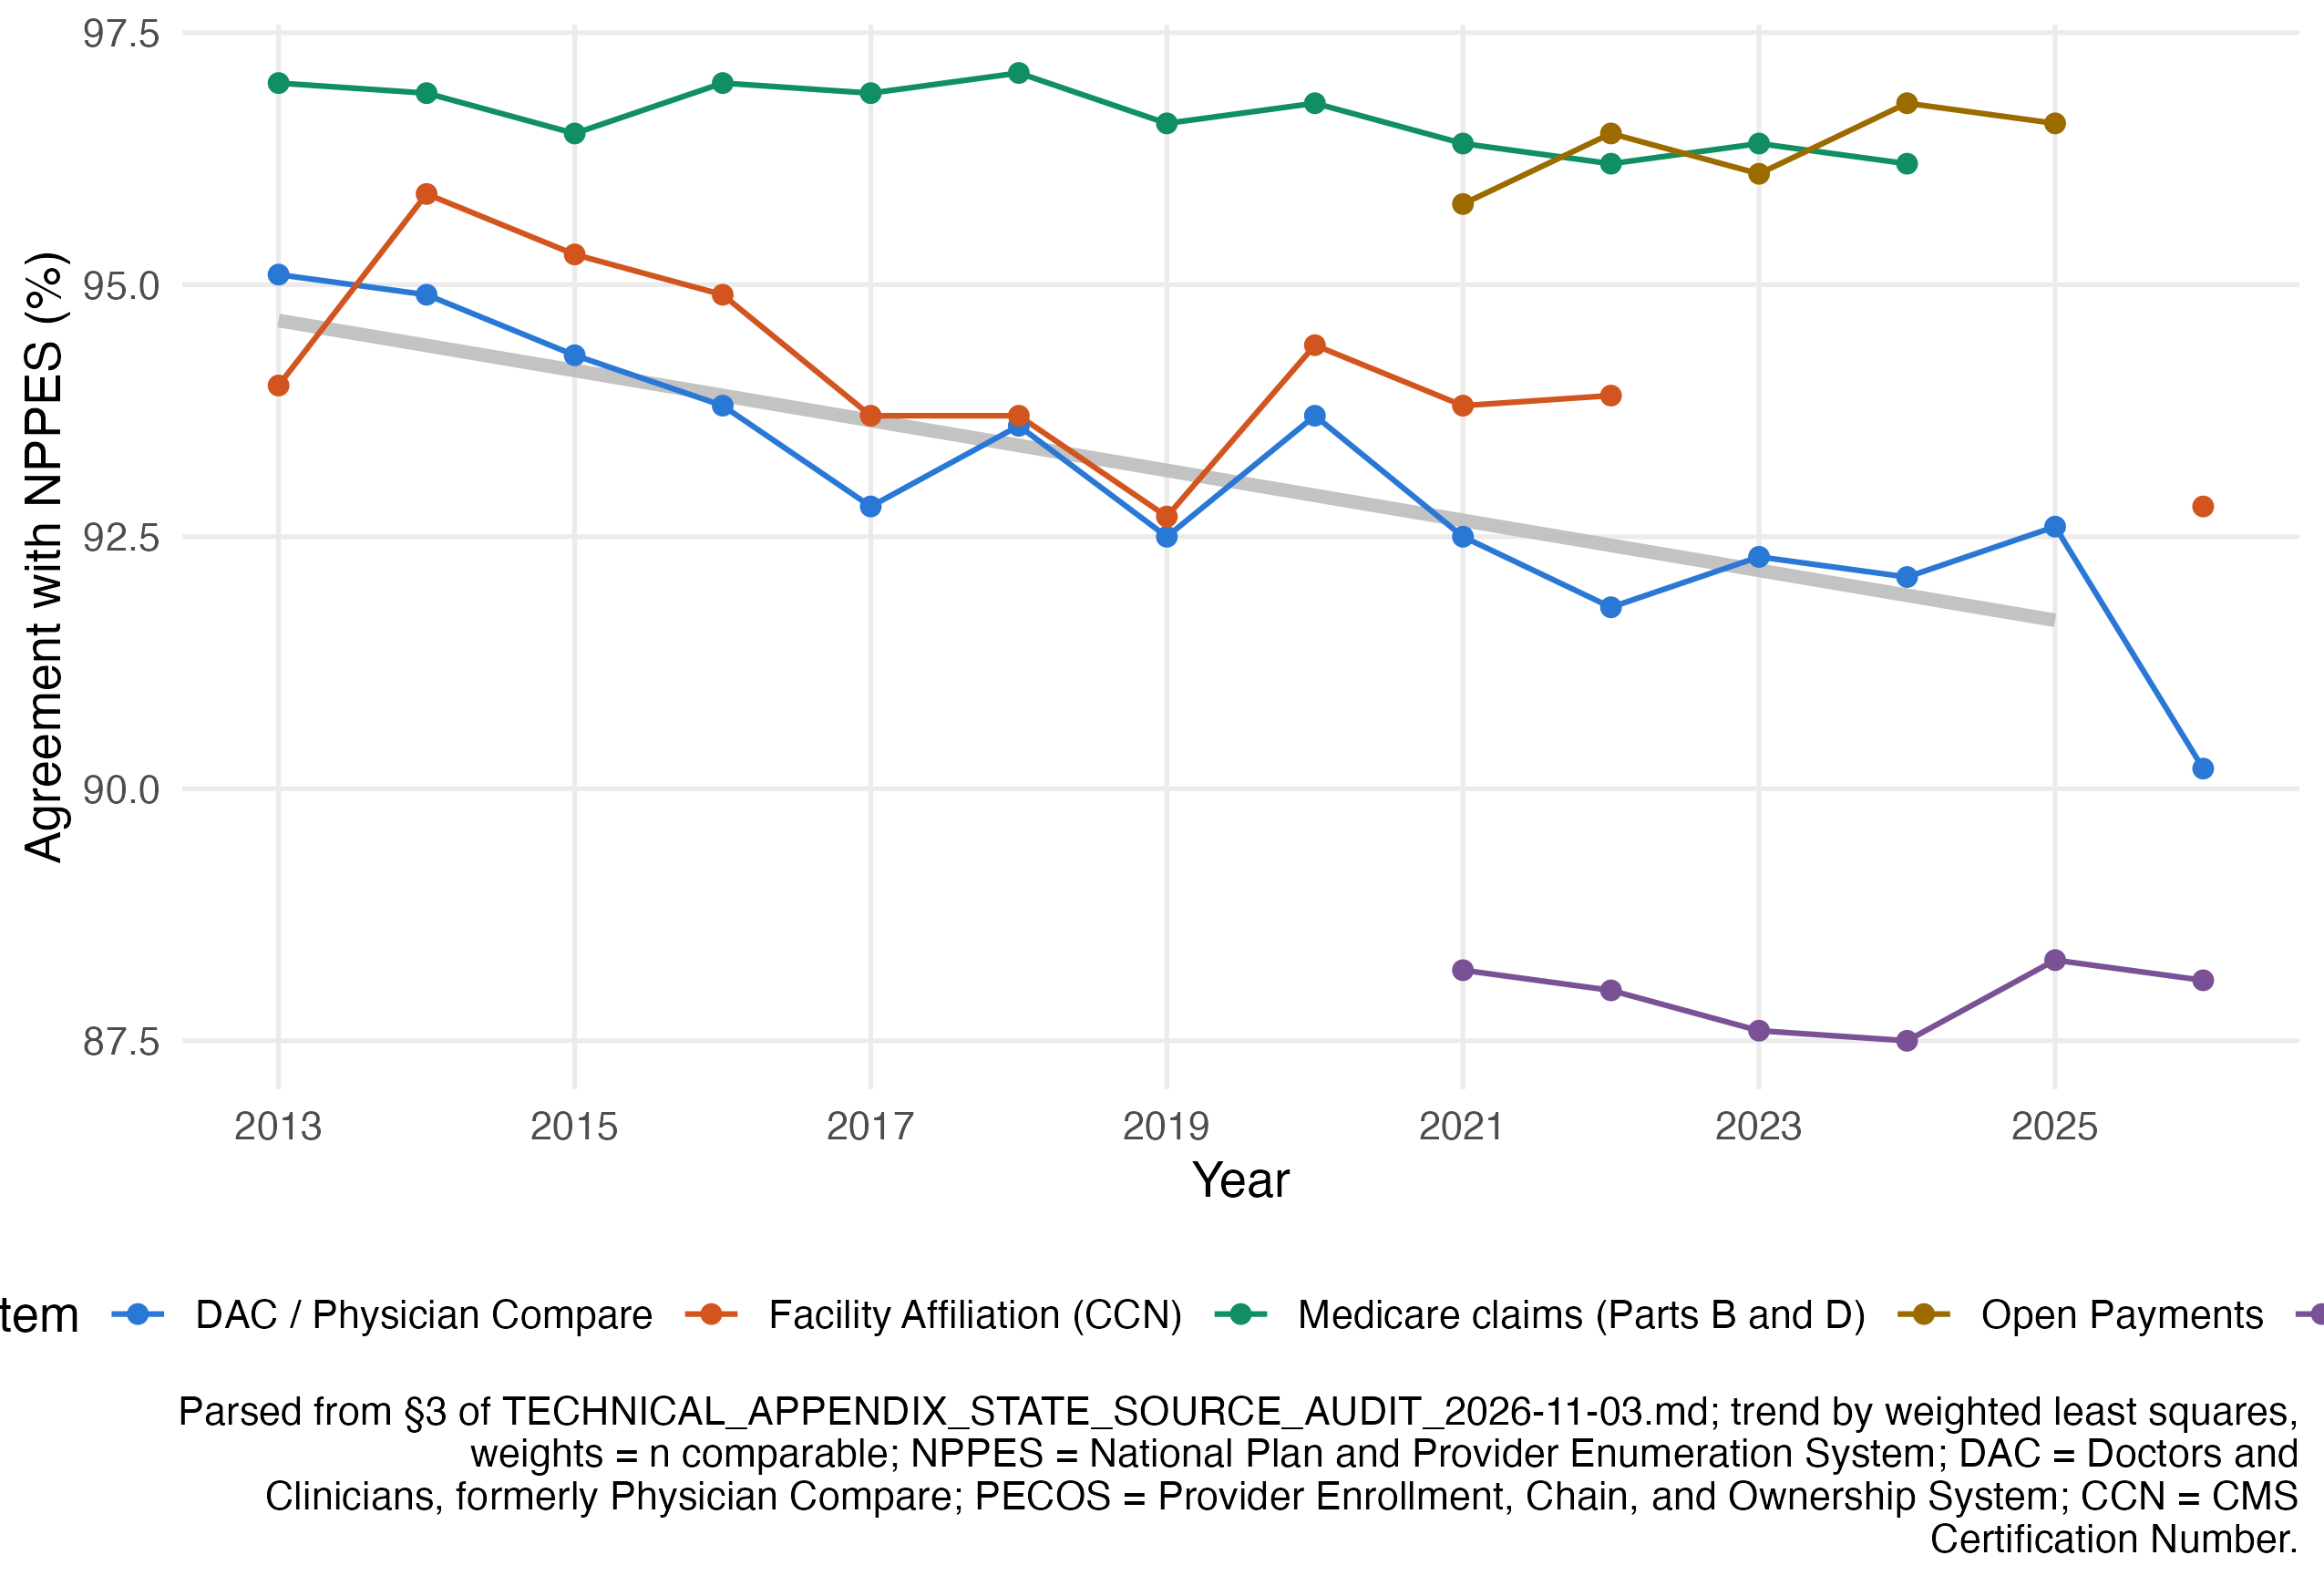 97.5
95.0
92.5
90.0
87.5
Agreement with NPPES (%)
2013 2015 2017 2019 2021 2023 2025
Year
tem DAC / Physician Compare Facility Affiliation (CCN) Medicare claims (Parts B and D) Open Payments
Parsed from §3 of TECHNICAL_APPENDIX_STATE_SOURCE_AUDIT_2026-11-03.md; trend by weighted least squares,
weights = n comparable; NPPES = National Plan and Provider Enumeration System; DAC = Doctors and
Clinicians, formerly Physician Compare; PECOS = Provider Enrollment, Chain, and Ownership System; CCN = CMS
Certification Number.